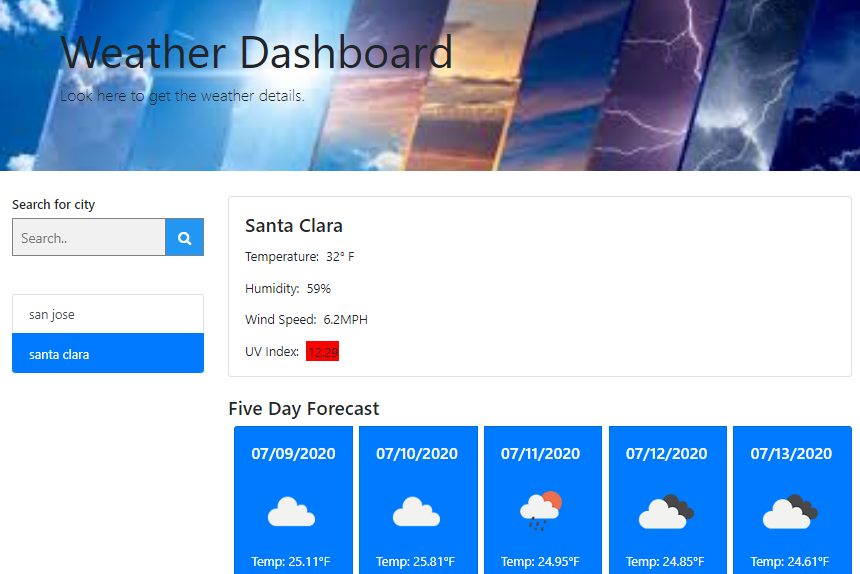 Weather Dashboard
Look here to get the weather details.
Search for city
Search..
san jose
santa clara
Santa Clara
Temperature: 32° F
Humidity: 59%
Wind Speed: 6.2MPH
UV Index: 12.29
Five Day Forecast
07/09/2020 07/10/2020 07/11/2020 07/12/2020 07/13/2020
Temp: 25.11°F Temp: 25.81°F Temp: 24.95°F Temp: 24.85°F Temp: 24.61°F